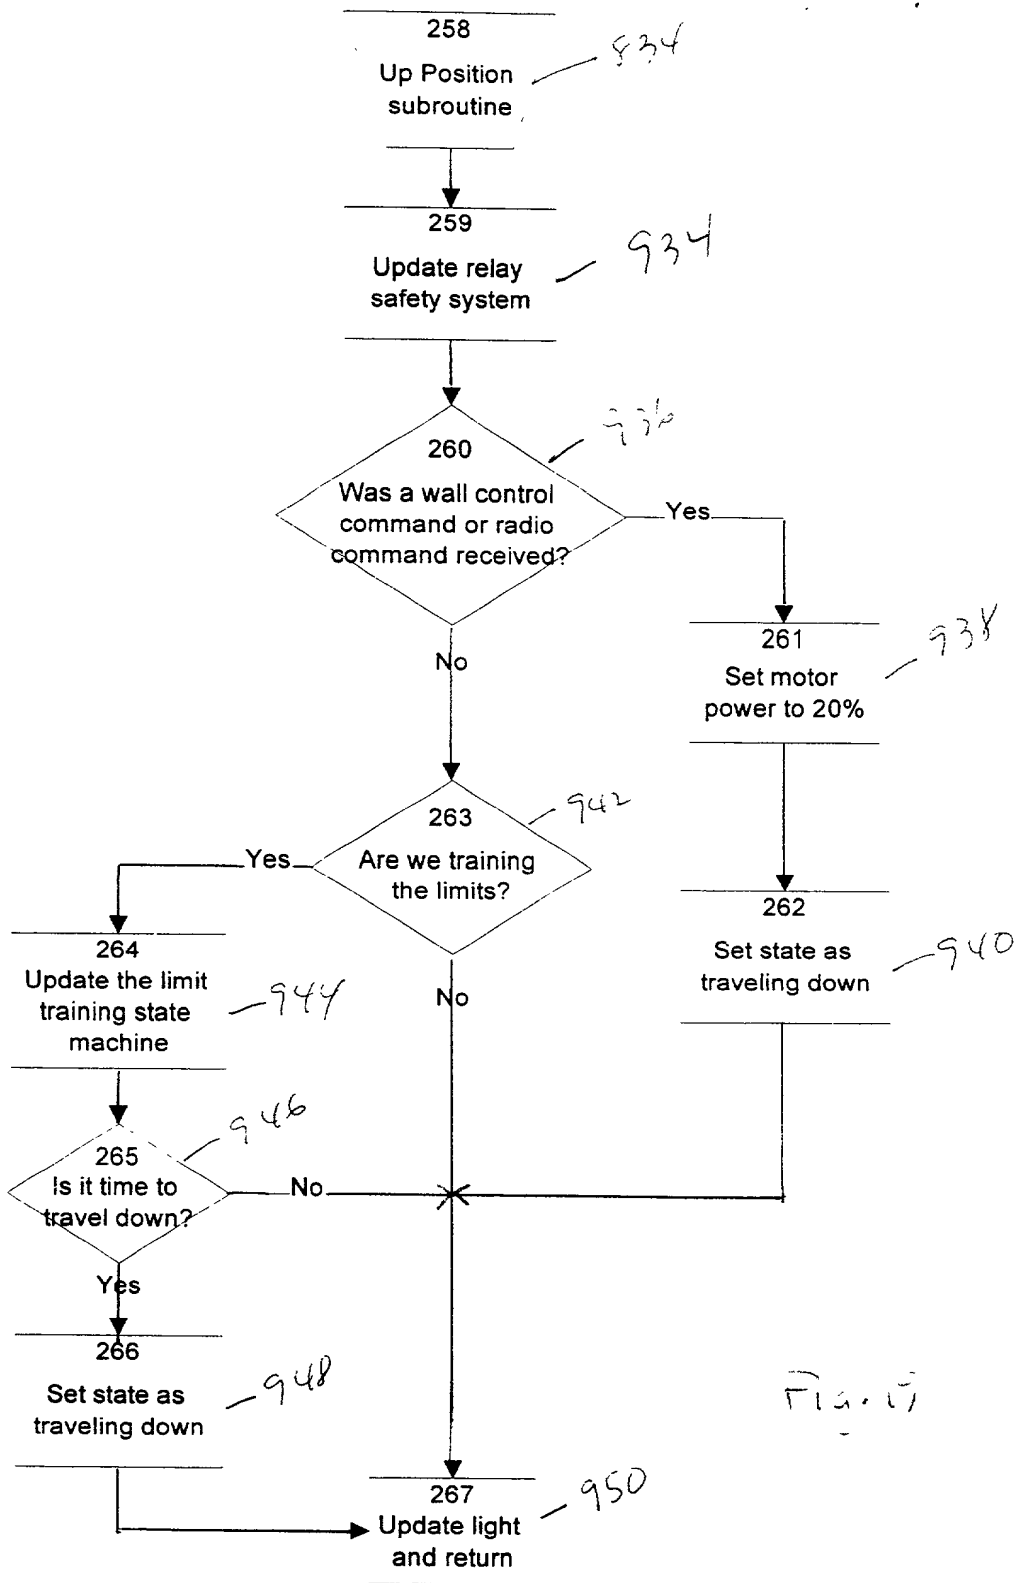 258
Up Position
subroutine
834
259
Update relay
safety system
934
260
Was a wall control
command or radio
command received?
936
Yes
No
261
Set motor
power to 20%
938
263
Are we training
the limits?
942
Yes
No
262
Set state as
traveling down
940
264
Update the limit
training state
machine
944
265
Is it time to
travel down?
946
No
Yes
266
Set state as
traveling down
948
Fig.
267
Update light
and return
950